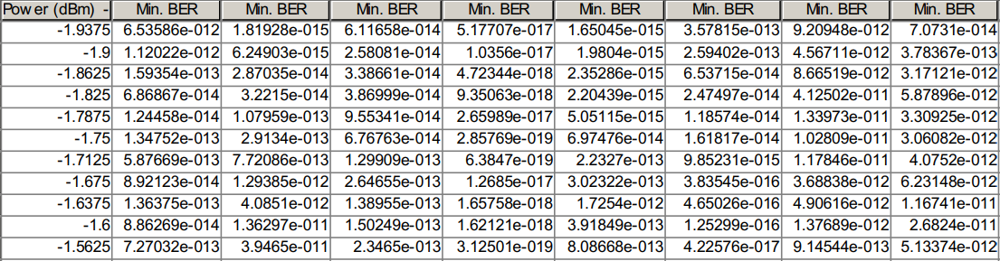 Power (dBm) - Min. BER Min. BER Min. BER Min. BER Min. BER Min. BER Min. BER Min. BER
-1.9375 6.53586e-012 1.81928e-015 6.11658e-014 5.17707e-017 1.65045e-015 3.57815e-013 9.20948e-012 7.0731e-014
-1.9 1.12022e-012 6.24903e-015 2.58081e-014 1.0356e-017 1.9804e-015 2.59402e-013 4.56711e-012 3.78367e-013
-1.8625 1.59354e-013 2.87035e-014 3.38661e-014 4.72344e-018 2.35286e-015 6.53715e-014 8.66519e-012 3.17121e-012
-1.825 6.86867e-014 3.2215e-014 3.86999e-014 9.35063e-018 2.20439e-015 2.47497e-014 4.12502e-011 5.87896e-012
-1.7875 1.24458e-014 1.07959e-013 9.55341e-014 2.65989e-017 5.05115e-015 1.18574e-014 1.33973e-011 3.30925e-012
-1.75 1.34752e-013 2.9134e-013 6.76763e-014 2.85769e-019 6.97476e-014 1.61817e-014 1.02809e-011 3.06082e-012
-1.7125 5.87669e-013 7.72086e-013 1.29909e-013 6.3847e-019 2.2327e-013 9.85231e-015 1.17846e-011 4.0752e-012
-1.675 8.92123e-014 1.29385e-012 2.64655e-013 1.2685e-017 3.02322e-013 3.83545e-016 3.68838e-012 6.23148e-012
-1.6375 1.36375e-013 4.0851e-012 1.38955e-013 1.65758e-018 1.7254e-012 4.65026e-016 4.90616e-012 1.16741e-011
-1.6 8.86269e-014 1.36297e-011 1.50249e-013 1.62121e-018 3.91849e-013 1.25299e-016 1.37689e-012 2.6824e-011
-1.5625 7.27032e-013 3.9465e-011 2.3465e-013 3.12501e-019 8.08668e-013 4.22576e-017 9.14544e-013 5.13374e-012